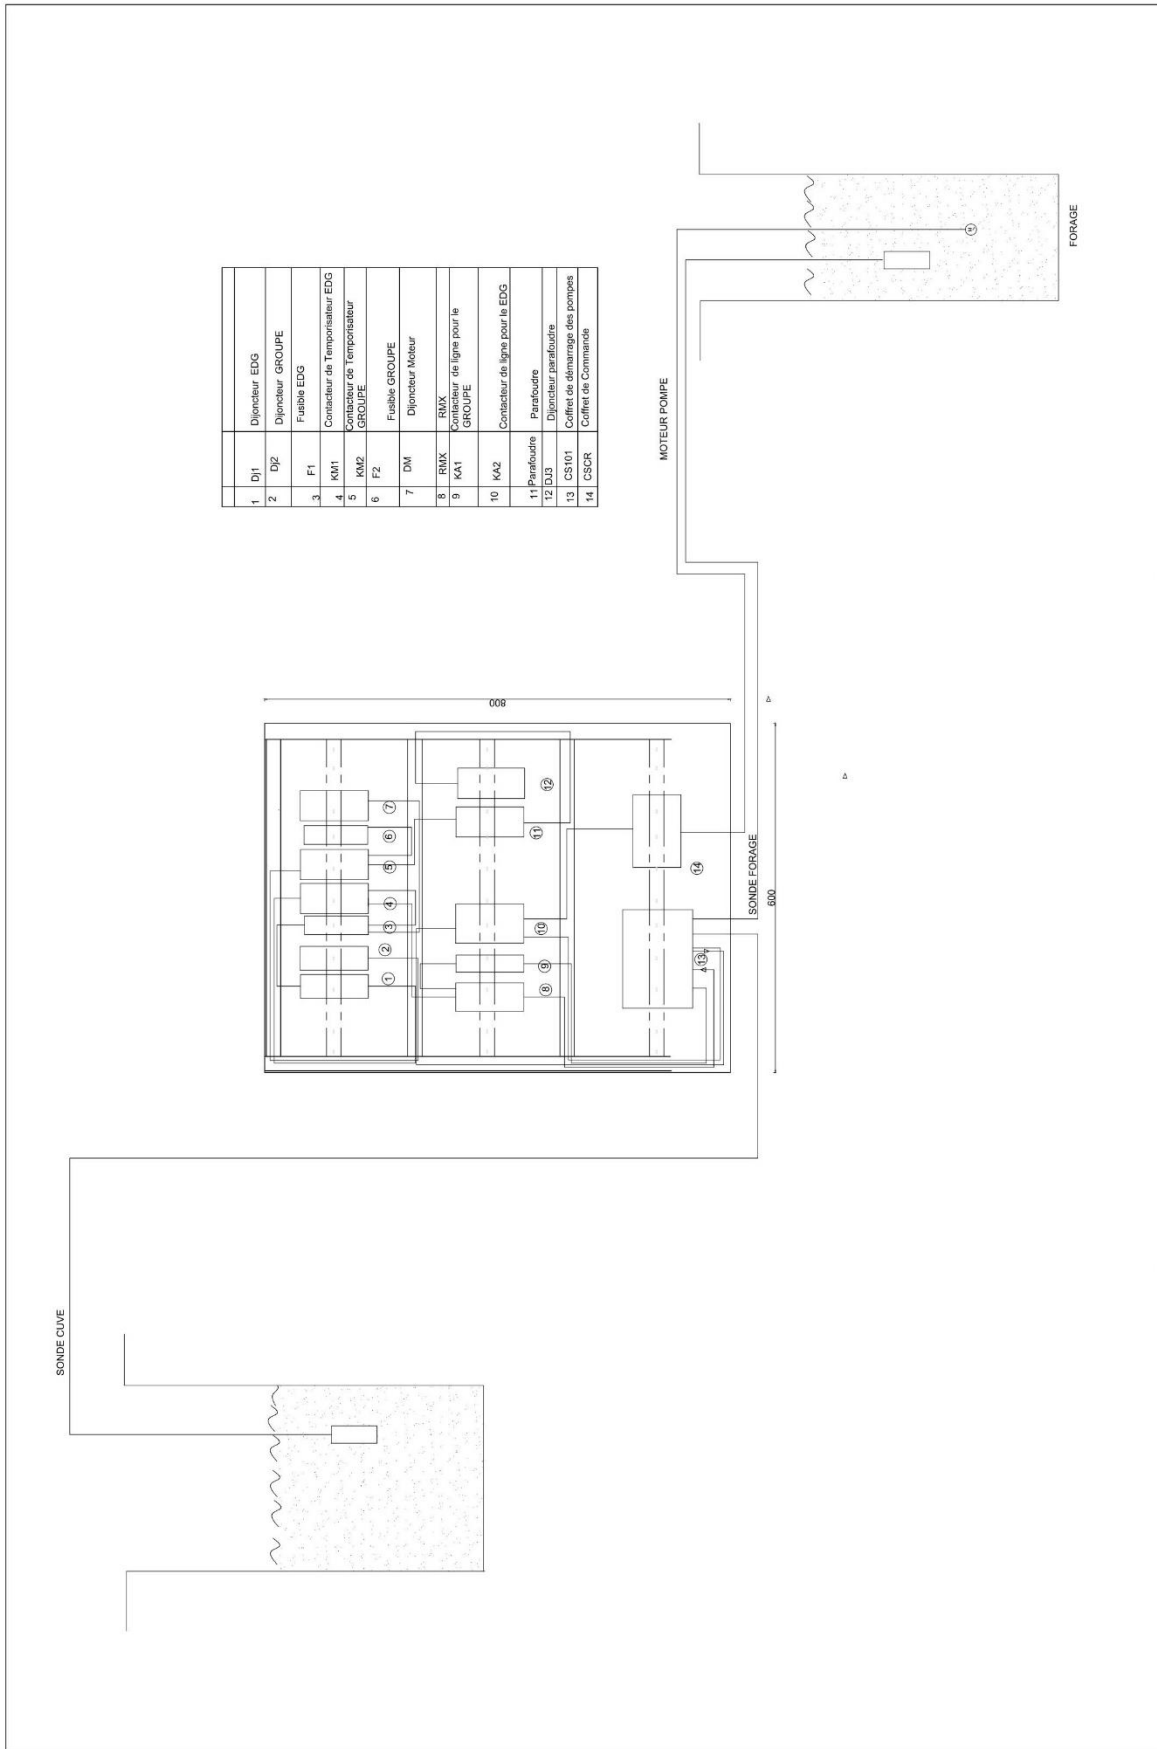 SONDE CUVE
800
1
2
3
4
5
6
7
8
9
10
11
12
13
14
600
SONDE FORAGE
1 Dj1 Dijoncteur EDG
2 Dj2 Dijoncteur GROUPE
3 F1 Fusible EDG
4 KM1 Contacteur de Temporisateur EDG
5 KM2 Contacteur de Temporisateur
GROUPE
6 F2 Fusible GROUPE
7 DM Dijoncteur Moteur
8 RMX RMX
9 KA1 Contacteur de ligne pour le
GROUPE
10 KA2 Contacteur de ligne pour le EDG
11 Parafoudre Parafoudre
12 DJ3 Dijoncteur parafoudre
13 CS101 Coffret de démarrage des pompes
14 CSCR Coffret de Commande
MOTEUR POMPE
FORAGE